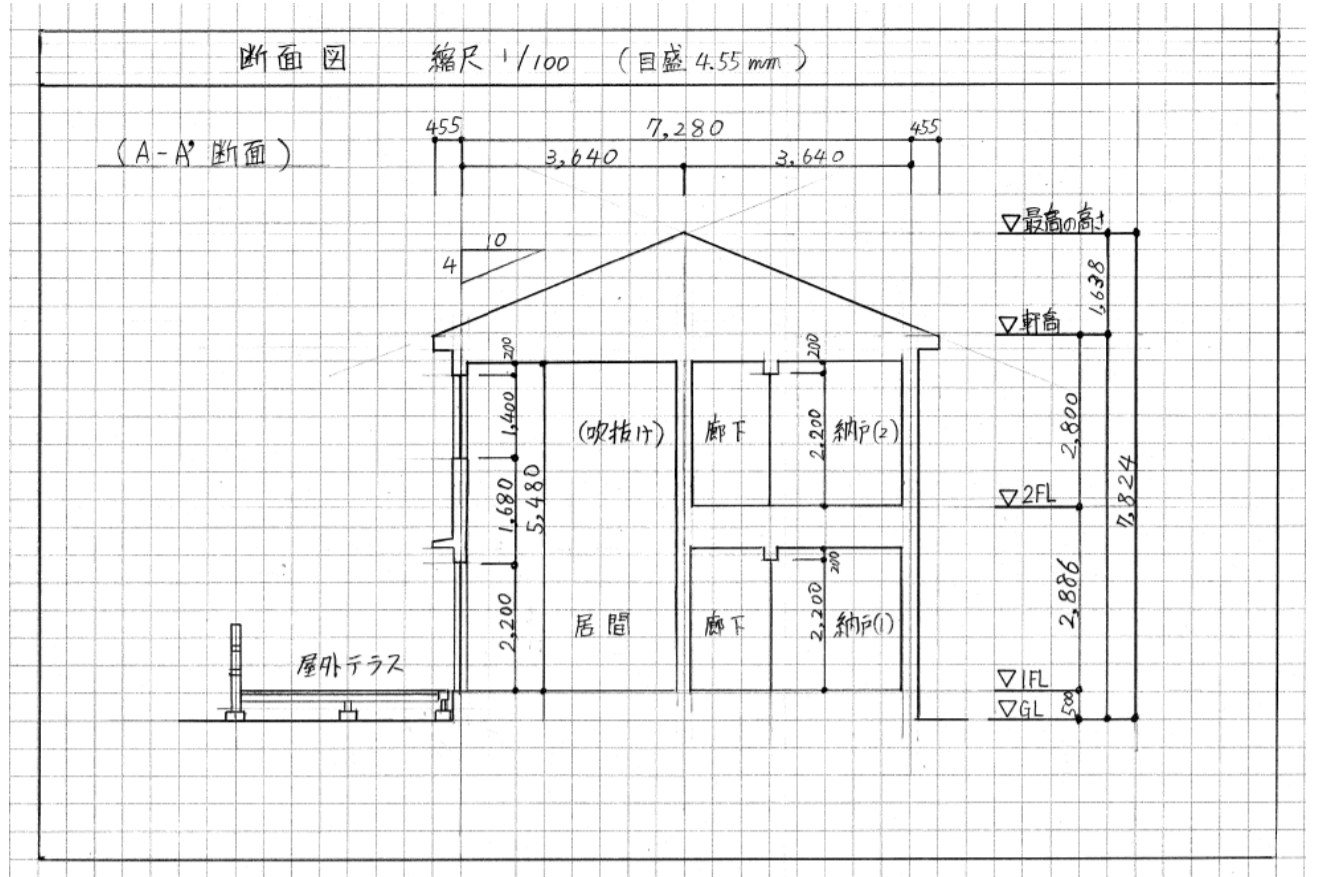 断面図 縮尺 1/100 (目盛 4.55mm)
(A-A' 断面)
455 7,280 455
3,640 3,640
10
4
▽最高の高さ
1,638
▽軒高
200 200
1,400
(吹抜け)
廊下
2,200
納戸(2)
2,800
7,824
1,680
5,480
▽2FL
200
2,886
2,200
居間
廊下
2,200
納戸(1)
屋外テラス
▽1FL
500
▽GL